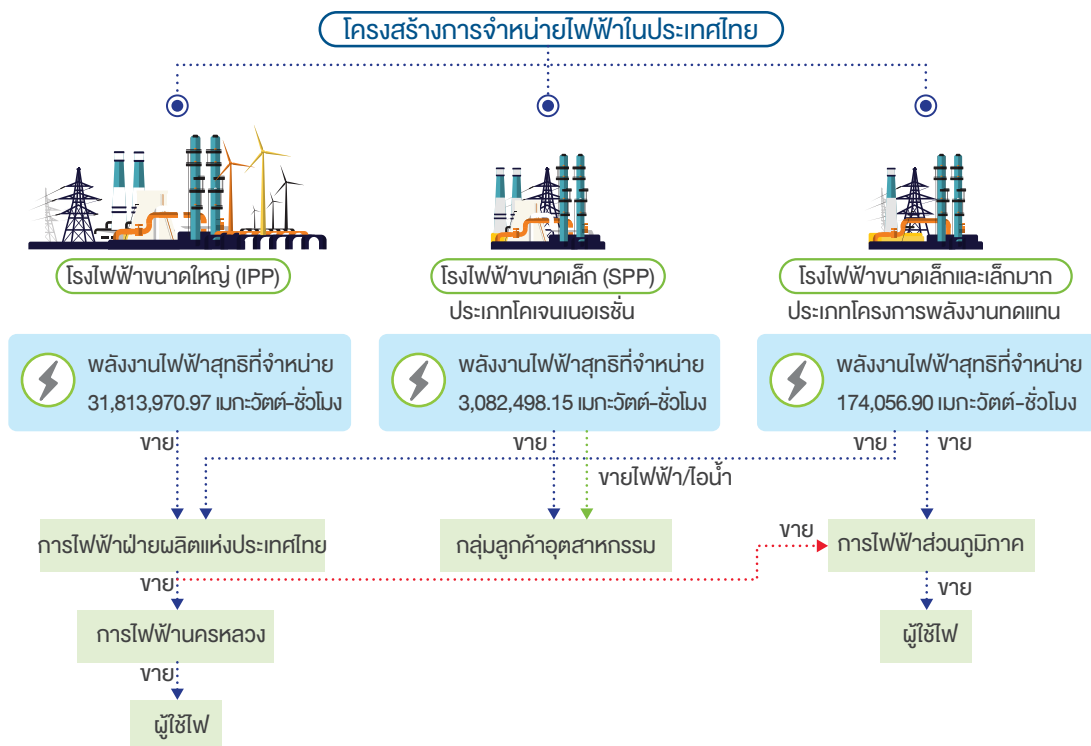 โครงสร้างการจำหน่ายไฟฟ้าในประเทศไทย
โรงไฟฟ้าขนาดใหญ่ (IPP)
โรงไฟฟ้าขนาดเล็ก (SPP)
ประเภทโคเจนเนอเรชั่น
โรงไฟฟ้าขนาดเล็กและเล็กมาก
ประเภทโครงการพลังงานทดแทน
พลังงานไฟฟ้าสุทธิที่จำหน่าย
31,813,970.97 เมกะวัตต์-ชั่วโมง
พลังงานไฟฟ้าสุทธิที่จำหน่าย
3,082,498.15 เมกะวัตต์-ชั่วโมง
พลังงานไฟฟ้าสุทธิที่จำหน่าย
174,056.90 เมกะวัตต์-ชั่วโมง
ขาย
ขาย
ขาย
ขาย
ขายไฟฟ้า/ไอน้ำ
การไฟฟ้าฝ่ายผลิตแห่งประเทศไทย
กลุ่มลูกค้าอุตสาหกรรม
ขาย
การไฟฟ้าส่วนภูมิภาค
ขาย
ขาย
การไฟฟ้านครหลวง
ผู้ใช้ไฟ
ขาย
ผู้ใช้ไฟ